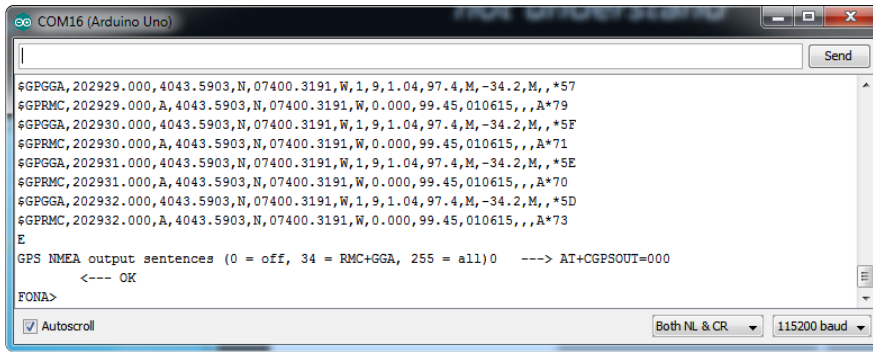 COM16 (Arduino Uno)
not understand
Send
$GPGGA,202929.000,4043.5903,N,07400.3191,W,1,9,1.04,97.4,M,-34.2,M,,*57
$GPRMC,202929.000,A,4043.5903,N,07400.3191,W,0.000,99.45,010615,,,A*79
$GPGGA,202930.000,4043.5903,N,07400.3191,W,1,9,1.04,97.4,M,-34.2,M,,*5F
$GPRMC,202930.000,A,4043.5903,N,07400.3191,W,0.000,99.45,010615,,,A*71
$GPGGA,202931.000,4043.5903,N,07400.3191,W,1,9,1.04,97.4,M,-34.2,M,,*5E
$GPRMC,202931.000,A,4043.5903,N,07400.3191,W,0.000,99.45,010615,,,A*70
$GPGGA,202932.000,4043.5903,N,07400.3191,W,1,9,1.04,97.4,M,-34.2,M,,*5D
$GPRMC,202932.000,A,4043.5903,N,07400.3191,W,0.000,99.45,010615,,,A*73
E
GPS NMEA output sentences (0 = off, 34 = RMC+GGA, 255 = all)0   ---> AT+CGPSOUT=000
<--- OK
FONA>
Autoscroll
Both NL & CR
115200 baud